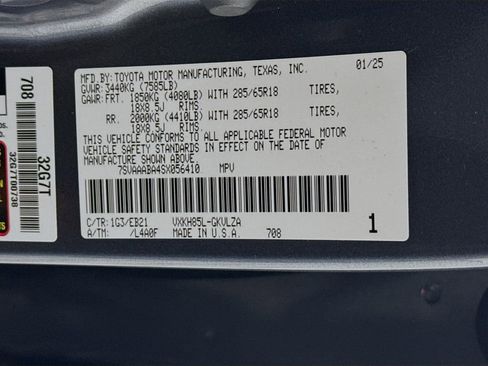 MFD.BY:TOYOTA MOTOR MANUFACTURING, TEXAS, INC. 01/25
GVWR: 3440KG (7585LB)
GAWR:FRT. 1850KG (4080LB) WITH 285/65R18 TIRES,
18X8.5J RIMS.
RR. 2000KG (4410LB) WITH 285/65R18 TIRES,
18X8.5J RIMS.
THIS VEHICLE CONFORMS TO ALL APPLICABLE FEDERAL MOTOR
VEHICLE SAFETY STANDARDS IN EFFECT ON THE DATE
OF MANUFACTURE SHOWN ABOVE.
7SVAAABA4SX056410 MPV
C/TR:1G3/EB21 VXKH85L-GKVLZA
A/TM: /L4A0F MADE IN U.S.A. 708
1
708
32G7T
32G7T00738